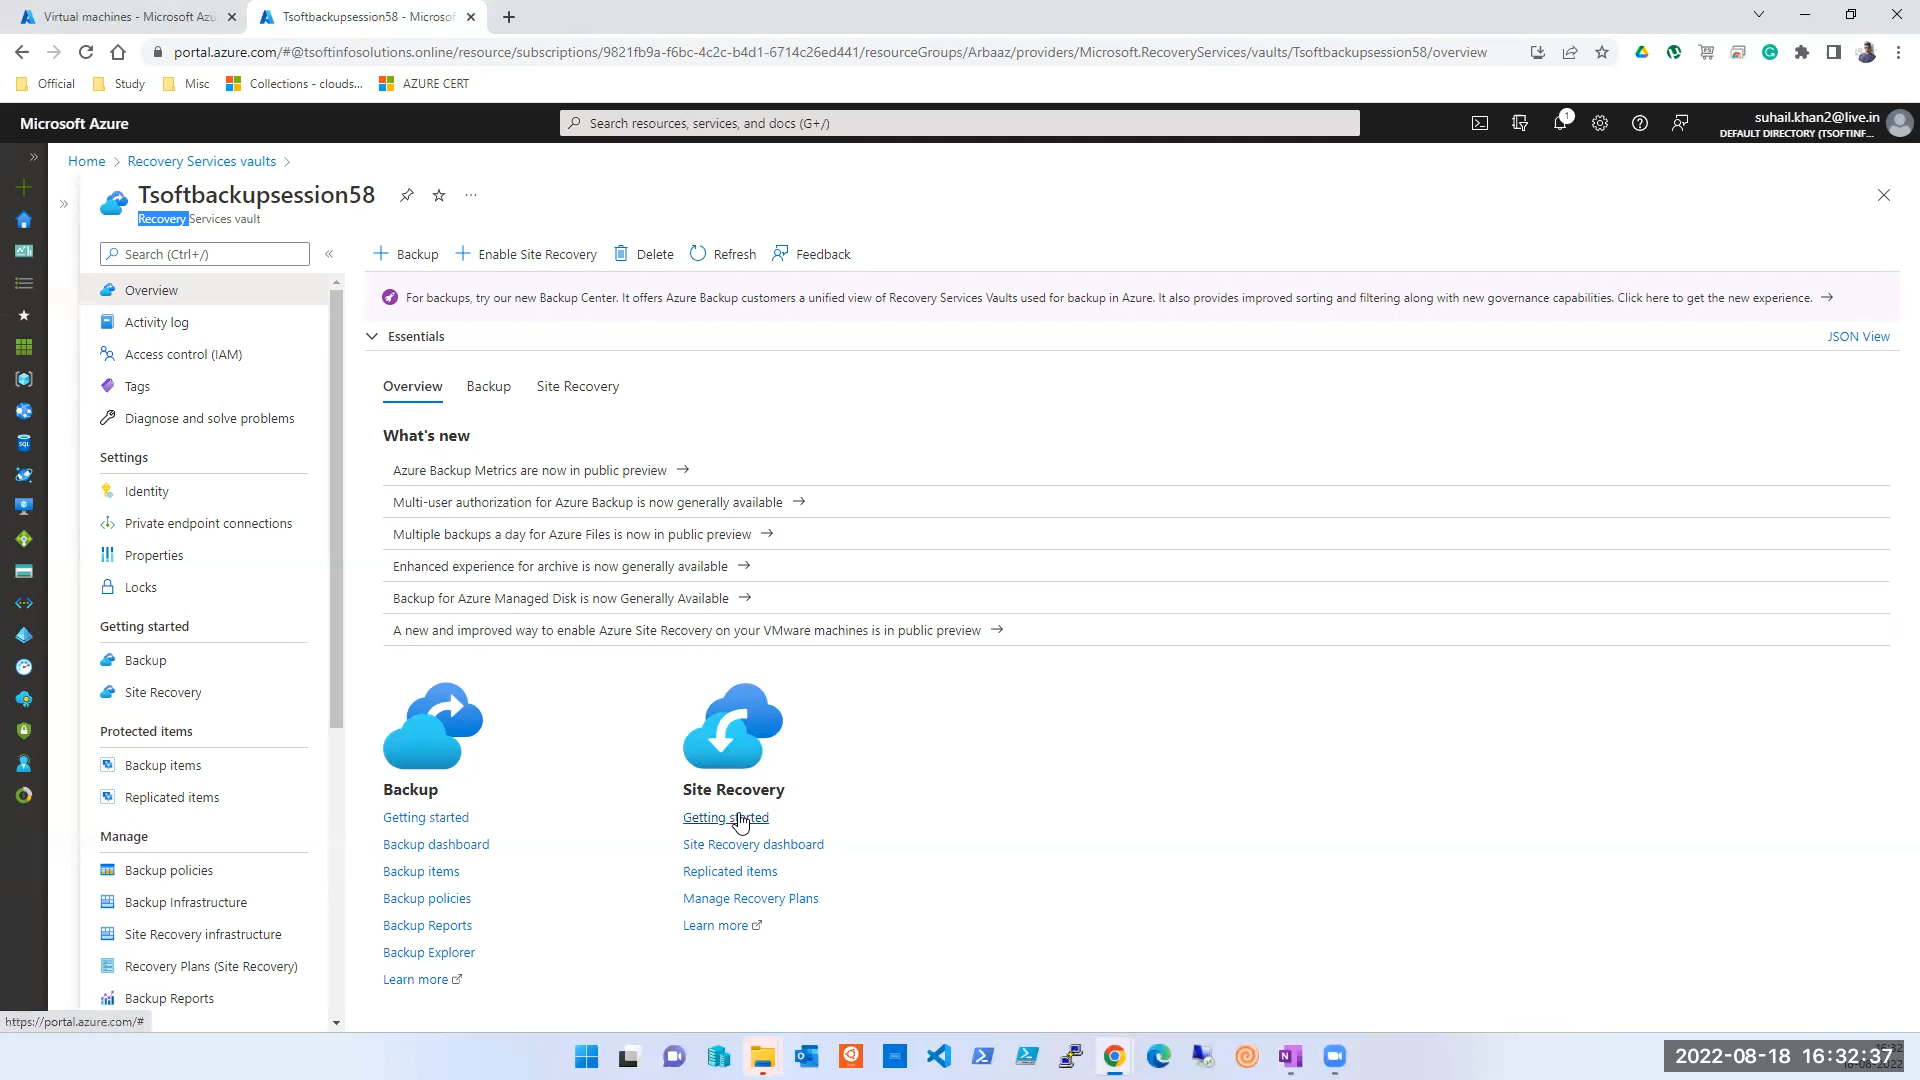 Virtual machines - Microsoft Azu
Tsoftbackupsession58 - Microsof
portal.azure.com/#@tsoftinfosolutions.online/resource/subscriptions/9821fb9a-f6bc-4c2c-b4d1-6714c26ed441/resourceGroups/Arbaaz/providers/Microsoft.RecoveryServices/vaults/Tsoftbackupsession58/overview
Official
Study
Misc
Collections - clouds...
AZURE CERT
Microsoft Azure
Search resources, services, and docs (G+/)
1
suhail.khan2@live.in
DEFAULT DIRECTORY (TSOFTINF...
Home
Recovery Services vaults
Tsoftbackupsession58
Recovery Services vault
Search (Ctrl+/)
Overview
Activity log
Access control (IAM)
Tags
Diagnose and solve problems
Settings
Identity
Private endpoint connections
Properties
Locks
Getting started
Backup
Site Recovery
Protected items
Backup items
Replicated items
Manage
Backup policies
Backup Infrastructure
Site Recovery infrastructure
Recovery Plans (Site Recovery)
Backup Reports
https://portal.azure.com/#
Backup
Enable Site Recovery
Delete
Refresh
Feedback
For backups, try our new Backup Center. It offers Azure Backup customers a unified view of Recovery Services Vaults used for backup in Azure. It also provides improved sorting and filtering along with new governance capabilities. Click here to get the new experience.
Essentials
JSON View
Overview
Backup
Site Recovery
What's new
Azure Backup Metrics are now in public preview
Multi-user authorization for Azure Backup is now generally available
Multiple backups a day for Azure Files is now in public preview
Enhanced experience for archive is now generally available
Backup for Azure Managed Disk is now Generally Available
A new and improved way to enable Azure Site Recovery on your VMware machines is in public preview
Backup
Getting started
Backup dashboard
Backup items
Backup policies
Backup Reports
Backup Explorer
Learn more
Site Recovery
Getting started
Site Recovery dashboard
Replicated items
Manage Recovery Plans
Learn more
SQL
2022-08-18 16:32:37